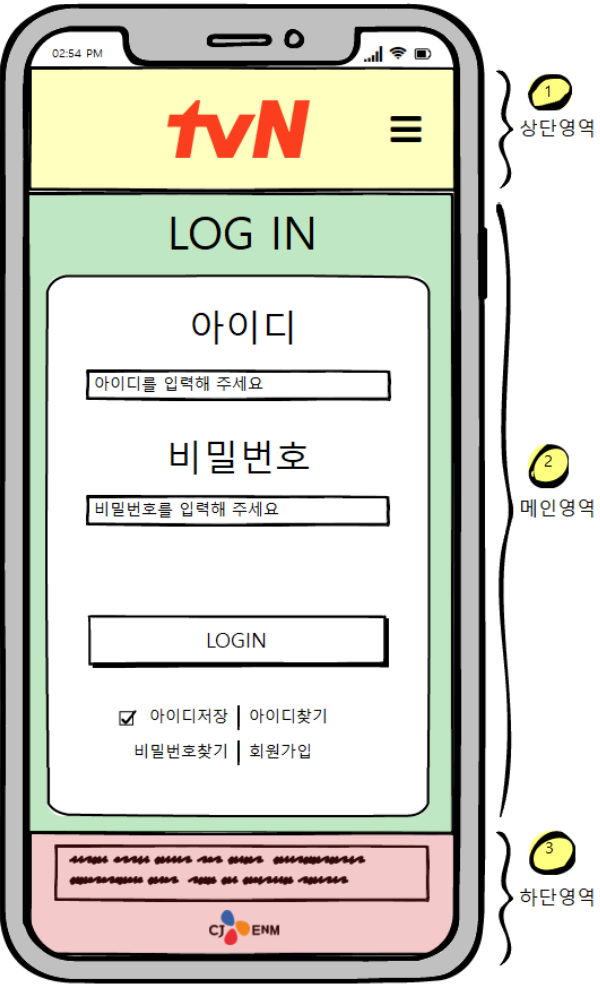 02:54 PM
tvN
1
상단영역
LOG IN
아이디
아이디를 입력해 주세요
비밀번호
2
메인영역
비밀번호를 입력해 주세요
LOGIN
아이디저장 | 아이디찾기
비밀번호찾기 | 회원가입
3
하단영역
CJ ENM